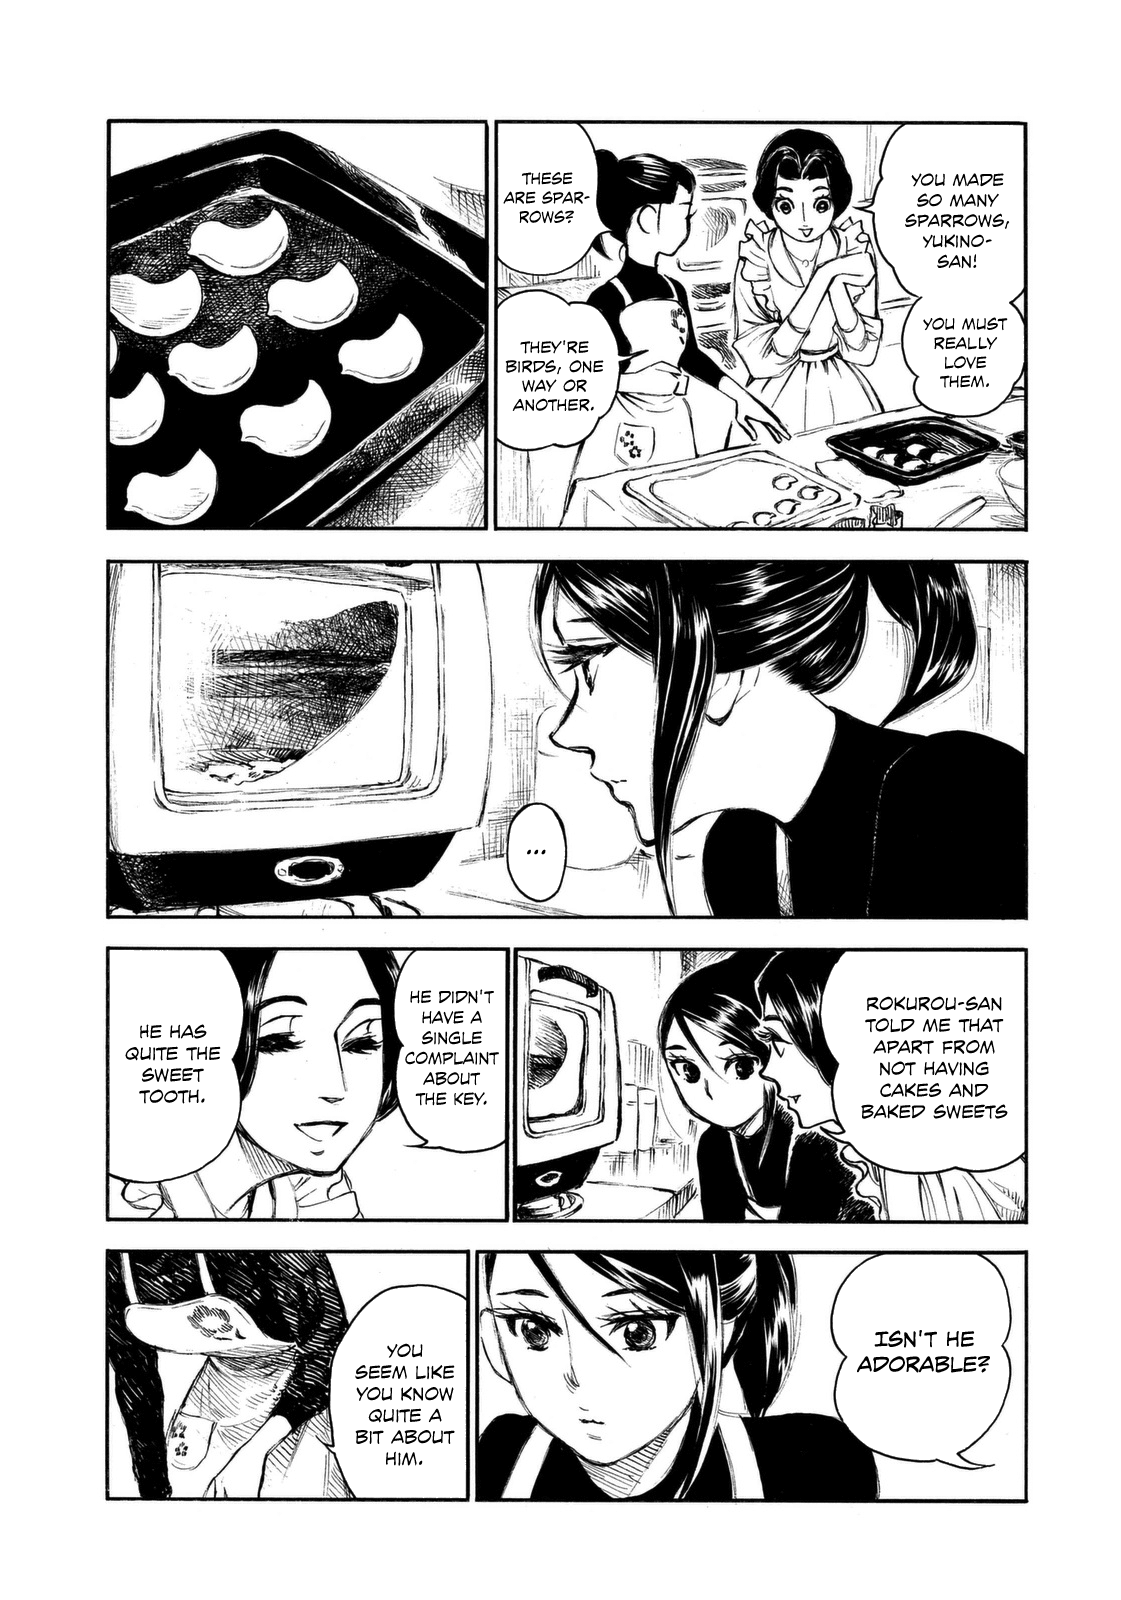 YOU MADE
SO MANY
SPARROWS,
YUKINO-
SAN!
YOU MUST
REALLY
LOVE
THEM.
THESE
ARE SPAR-
ROWS?
THEY'RE
BIRDS, ONE
WAY OR
ANOTHER.
...
ROKUROU-SAN
TOLD ME THAT
APART FROM
NOT HAVING
CAKES AND
BAKED SWEETS
HE DIDN'T
HAVE A
SINGLE
COMPLAINT
ABOUT
THE KEY.
HE HAS
QUITE THE
SWEET
TOOTH.
ISN'T HE
ADORABLE?
YOU
SEEM LIKE
YOU KNOW
QUITE A
BIT ABOUT
HIM.